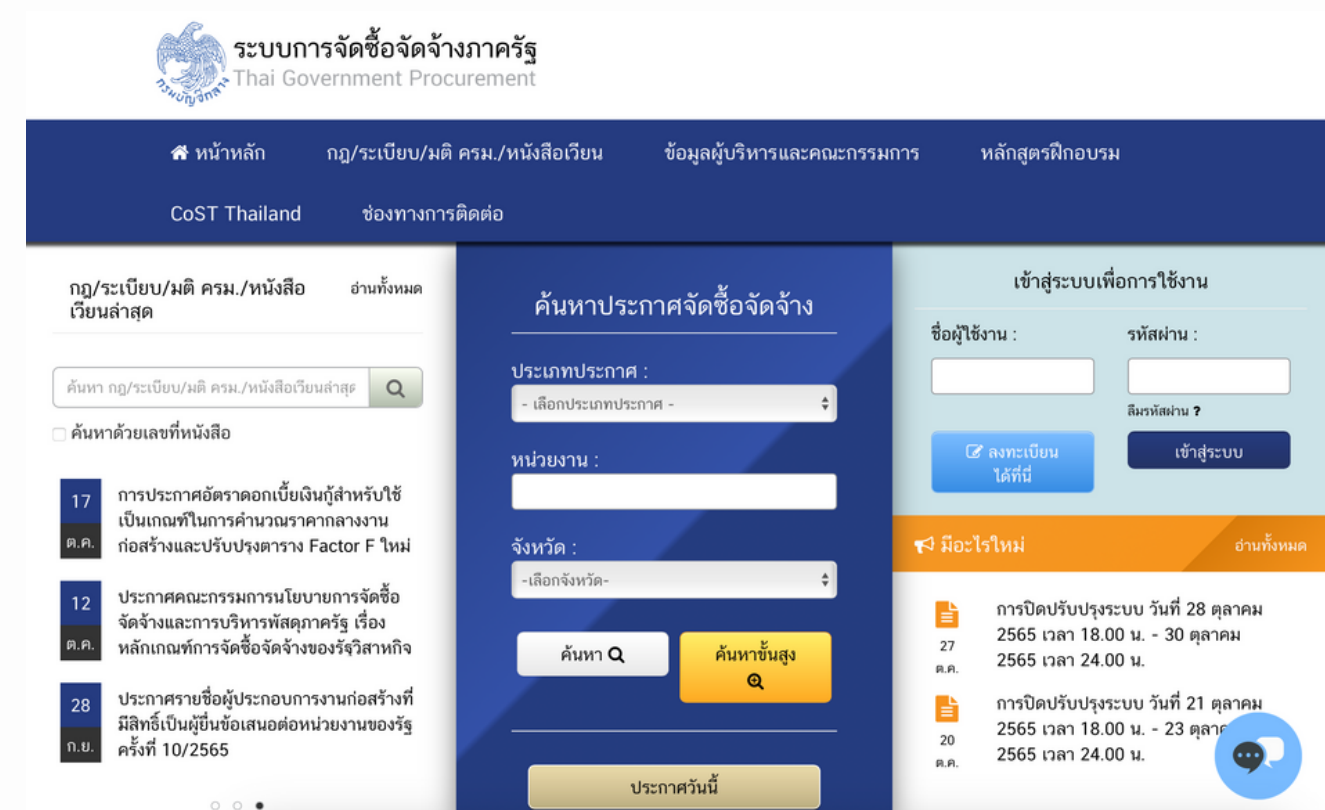 ระบบการจัดซื้อจัดจ้างภาครัฐ
Thai Government Procurement
กรมบัญชีกลาง
หน้าหลัก กฎ/ระเบียบ/มติ ครม./หนังสือเวียน ข้อมูลผู้บริหารและคณะกรรมการ หลักสูตรฝึกอบรม
CoST Thailand ช่องทางการติดต่อ
กฎ/ระเบียบ/มติ ครม./หนังสือ อ่านทั้งหมด
เวียนล่าสุด
ค้นหา กฎ/ระเบียบ/มติ ครม./หนังสือเวียนล่าสุด
ค้นหาด้วยเลขที่หนังสือ
17 ต.ค.
การประกาศอัตราดอกเบี้ยเงินกู้สำหรับใช้
เป็นเกณฑ์ในการคำนวณราคากลางงาน
ก่อสร้างและปรับปรุงตาราง Factor F ใหม่
12 ต.ค.
ประกาศคณะกรรมการนโยบายการจัดซื้อ
จัดจ้างและการบริหารพัสดุภาครัฐ เรื่อง
หลักเกณฑ์การจัดซื้อจัดจ้างของรัฐวิสาหกิจ
28 ก.ย.
ประกาศรายชื่อผู้ประกอบการงานก่อสร้างที่
มีสิทธิ์เป็นผู้ยื่นข้อเสนอต่อหน่วยงานของรัฐ
ครั้งที่ 10/2565
ค้นหาประกาศจัดซื้อจัดจ้าง
ประเภทประกาศ :
- เลือกประเภทประกาศ -
หน่วยงาน :
จังหวัด :
-เลือกจังหวัด-
ค้นหา
ค้นหาขั้นสูง
ประกาศวันนี้
เข้าสู่ระบบเพื่อการใช้งาน
ชื่อผู้ใช้งาน : รหัสผ่าน :
ลืมรหัสผ่าน ?
ลงทะเบียน
ได้ที่นี่
เข้าสู่ระบบ
มีอะไรใหม่ อ่านทั้งหมด
27
ต.ค.
การปิดปรับปรุงระบบ วันที่ 28 ตุลาคม
2565 เวลา 18.00 น. - 30 ตุลาคม
2565 เวลา 24.00 น.
20
ต.ค.
การปิดปรับปรุงระบบ วันที่ 21 ตุลาคม
2565 เวลา 18.00 น. - 23
2565 เวลา 24.00 น.